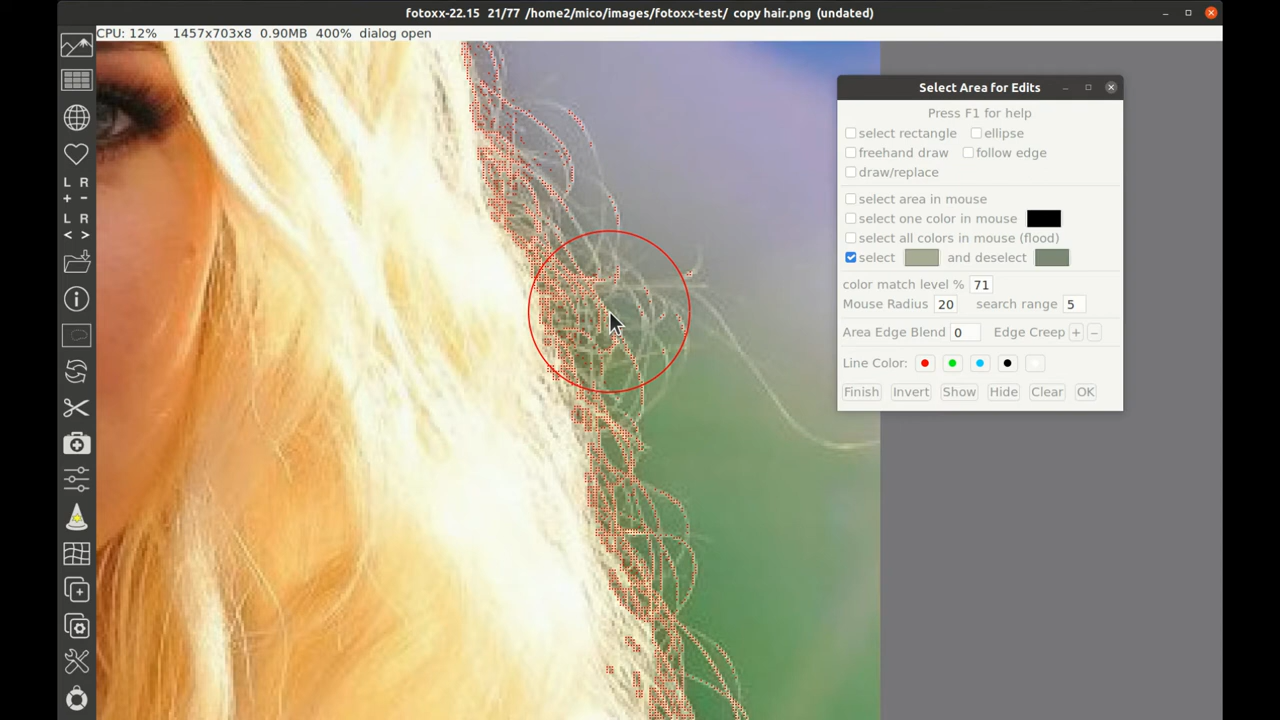 fotoxx-22.15 21/77 /home2/mico/images/fotoxx-test/ copy hair.png (undated)
CPU: 12% 1457x703x8 0.90MB 400% dialog open
L R
+ -
L R
< >
Select Area for Edits
Press F1 for help
select rectangle ellipse
freehand draw follow edge
draw/replace
select area in mouse
select one color in mouse
select all colors in mouse (flood)
select and deselect
color match level % 71
Mouse Radius 20 search range 5
Area Edge Blend 0 Edge Creep + −
Line Color:
Finish Invert Show Hide Clear OK